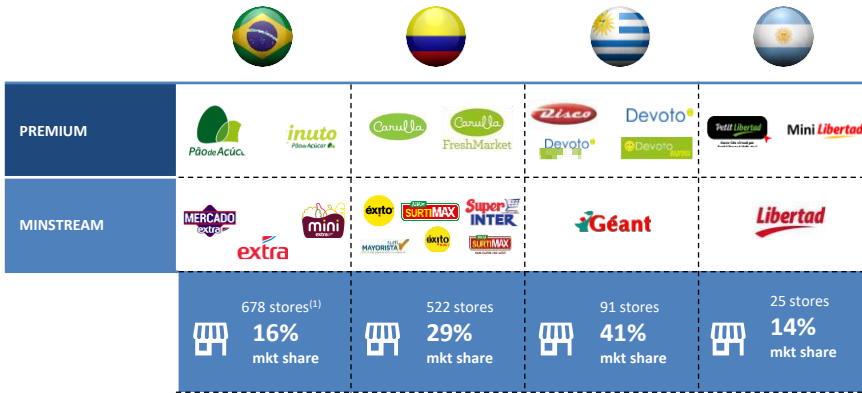 PREMIUM
Pão de Açúca
inuto
Pão de Açúcar
Carulla
Carulla
FreshMarket
Disco
Devoto
Devoto
Devoto
Petit Libertad
Mini Libertad
MINSTREAM
MERCADO
extra
extra
mini
extra
éxito
SURTIMAX
Super
INTER
surti
MAYORISTA
éxito
SURTIMAX
Géant
Libertad
678 stores(1)
16%
mkt share
522 stores
29%
mkt share
91 stores
41%
mkt share
25 stores
14%
mkt share